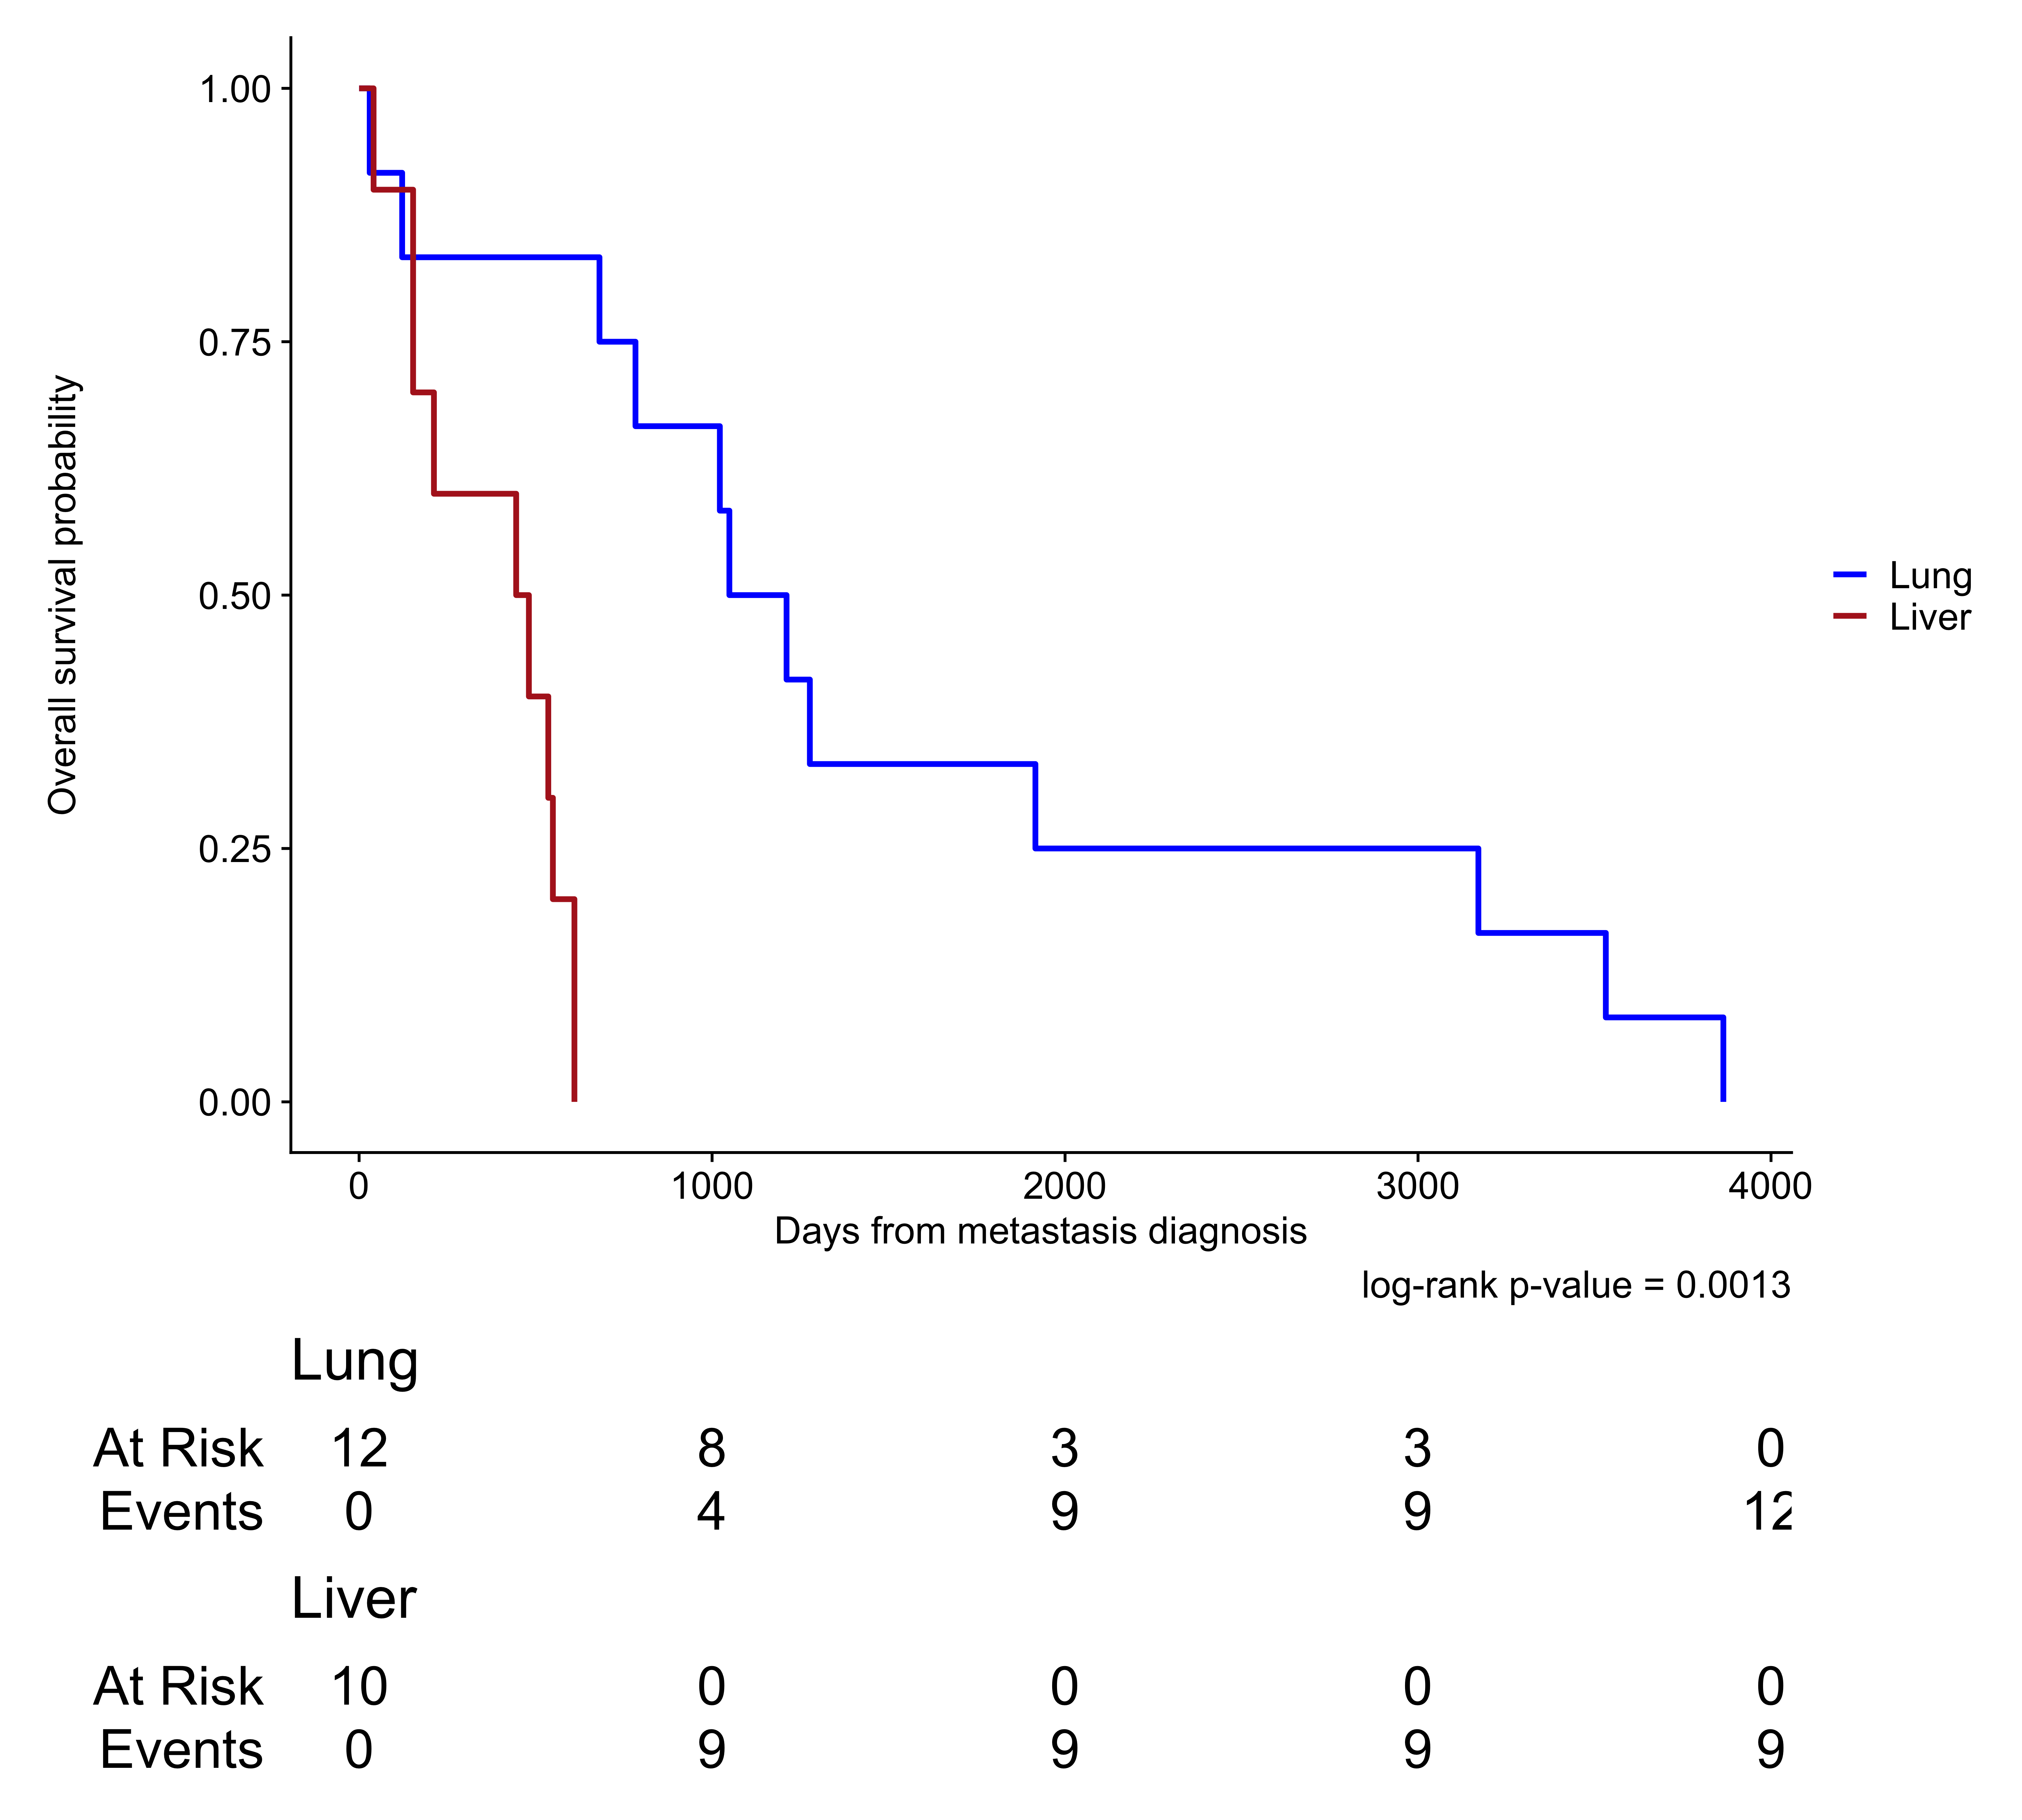 1.00
0.75
0.50
0.25
0.00
Overall survival probability
Lung
Liver
0 1000 2000 3000 4000
Days from metastasis diagnosis
log-rank p-value = 0.0013
Lung
At Risk 12 8 3 3 0
Events 0 4 9 9 12
Liver
At Risk 10 0 0 0 0
Events 0 9 9 9 9